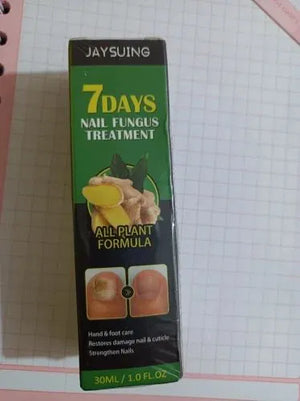 JAYSUING
7DAYS
NAIL FUNGUS
TREATMENT
ALL PLANT
FORMULA
Hand & foot care
Restores damage nail & cuticle
Strengthen Nails
30ML / 1.0 FL.OZ